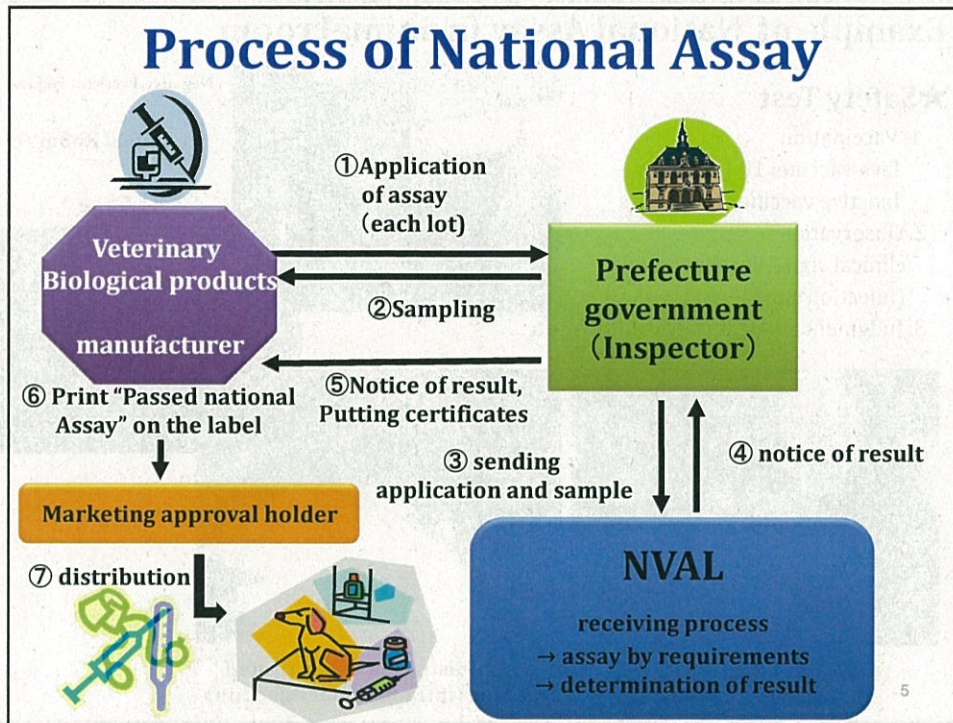 Process of National Assay
①Application
of assay
(each lot)
Veterinary
Biological products
manufacturer
Prefecture
government
(Inspector)
②Sampling
⑤Notice of result,
Putting certificates
⑥ Print “Passed national
Assay” on the label
③ sending
application and sample
④ notice of result
Marketing approval holder
⑦ distribution
NVAL
receiving process
→ assay by requirements
→ determination of result
5